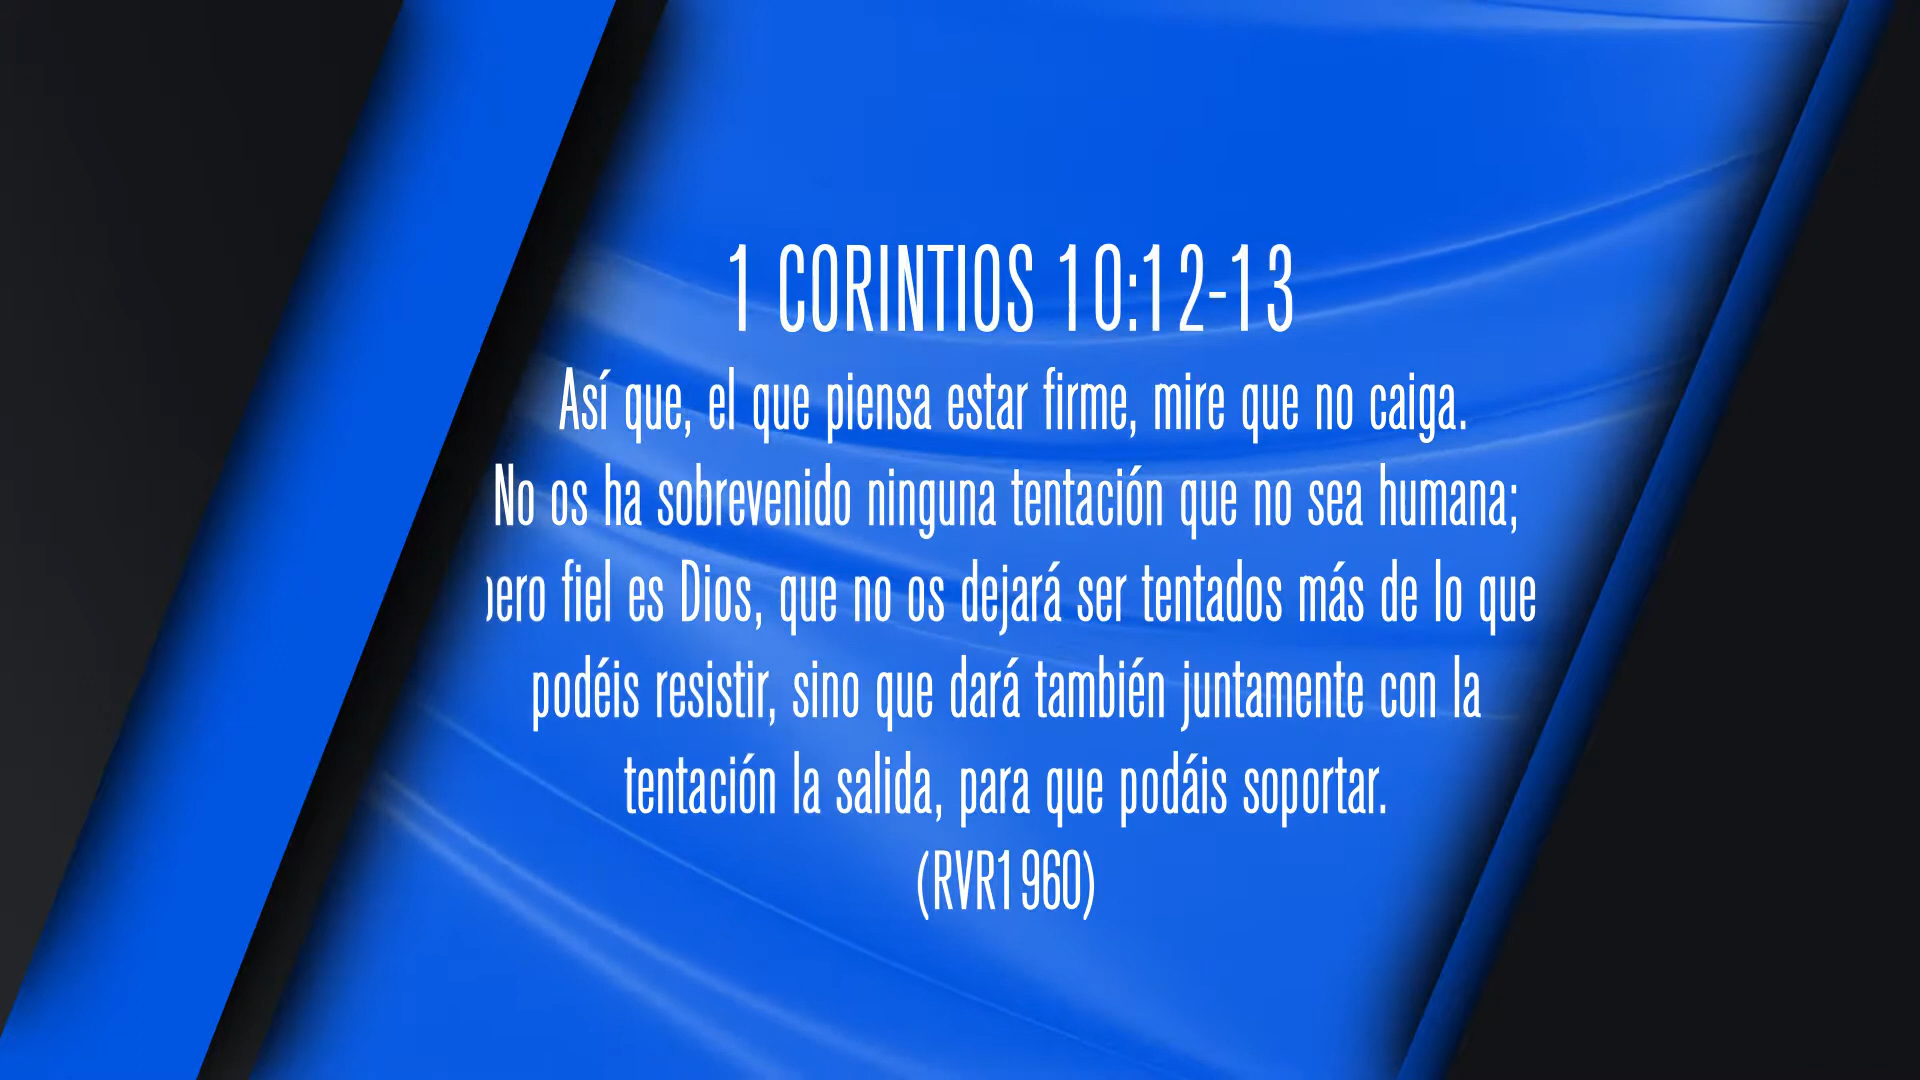 1 CORINTIOS 10:12-13
Así que, el que piensa estar firme, mire que no caiga.
No os ha sobrevenido ninguna tentación que no sea humana;
pero fiel es Dios, que no os dejará ser tentados más de lo que
podéis resistir, sino que dará también juntamente con la
tentación la salida, para que podáis soportar.
(RVR1960)